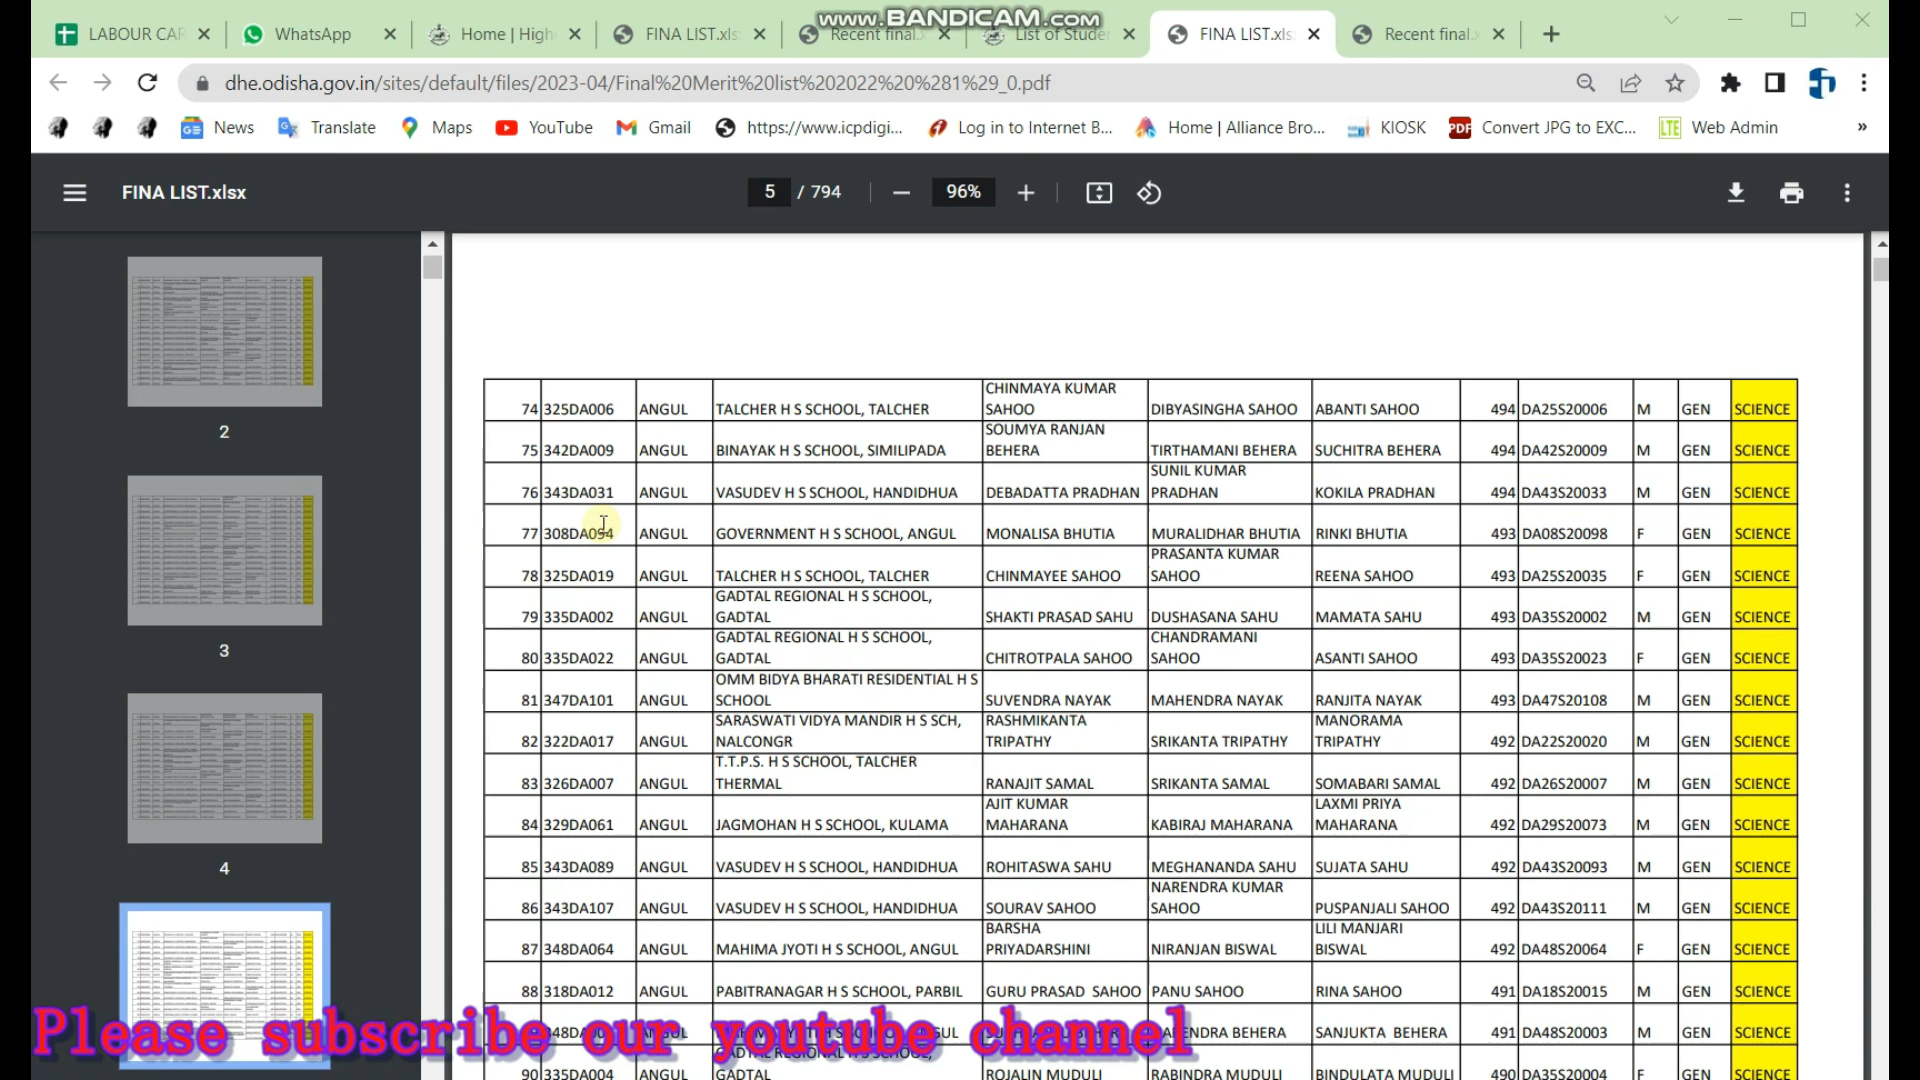 www.BANDICAM.com
LABOUR CAR
WhatsApp
Home | High
FINA LIST.xls
Recent final.x
List of Studen
FINA LIST.xls
Recent final.
dhe.odisha.gov.in/sites/default/files/2023-04/Final%20Merit%20list%202022%20%281%29_0.pdf
News
Translate
Maps
YouTube
Gmail
https://www.icpdigi...
Log in to Internet B...
Home | Alliance Bro...
KIOSK
PDF
Convert JPG to EXC...
LTE
Web Admin
»
FINA LIST.xlsx
5 / 794
96%
2
3
4
74 325DA006 ANGUL TALCHER H S SCHOOL, TALCHER CHINMAYA KUMAR SAHOO DIBYASINGHA SAHOO ABANTI SAHOO 494 DA25S20006 M GEN SCIENCE
75 342DA009 ANGUL BINAYAK H S SCHOOL, SIMILIPADA SOUMYA RANJAN BEHERA TIRTHAMANI BEHERA SUCHITRA BEHERA 494 DA42S20009 M GEN SCIENCE
76 343DA031 ANGUL VASUDEV H S SCHOOL, HANDIDHUA DEBADATTA PRADHAN SUNIL KUMAR PRADHAN KOKILA PRADHAN 494 DA43S20033 M GEN SCIENCE
77 308DA094 ANGUL GOVERNMENT H S SCHOOL, ANGUL MONALISA BHUTIA MURALIDHAR BHUTIA RINKI BHUTIA 493 DA08S20098 F GEN SCIENCE
78 325DA019 ANGUL TALCHER H S SCHOOL, TALCHER CHINMAYEE SAHOO PRASANTA KUMAR SAHOO REENA SAHOO 493 DA25S20035 F GEN SCIENCE
79 335DA002 ANGUL GADTAL REGIONAL H S SCHOOL, GADTAL SHAKTI PRASAD SAHU DUSHASANA SAHU MAMATA SAHU 493 DA35S20002 M GEN SCIENCE
80 335DA022 ANGUL GADTAL REGIONAL H S SCHOOL, GADTAL CHITROTPALA SAHOO CHANDRAMANI SAHOO ASANTI SAHOO 493 DA35S20023 F GEN SCIENCE
81 347DA101 ANGUL OMM BIDYA BHARATI RESIDENTIAL H S SCHOOL SUVENDRA NAYAK MAHENDRA NAYAK RANJITA NAYAK 493 DA47S20108 M GEN SCIENCE
82 322DA017 ANGUL SARASWATI VIDYA MANDIR H S SCH, NALCONGR RASHMIKANTA TRIPATHY SRIKANTA TRIPATHY MANORAMA TRIPATHY 492 DA22S20020 M GEN SCIENCE
83 326DA007 ANGUL T.T.P.S. H S SCHOOL, TALCHER THERMAL RANAJIT SAMAL SRIKANTA SAMAL SOMABARI SAMAL 492 DA26S20007 M GEN SCIENCE
84 329DA061 ANGUL JAGMOHAN H S SCHOOL, KULAMA AJIT KUMAR MAHARANA KABIRAJ MAHARANA LAXMI PRIYA MAHARANA 492 DA29S20073 M GEN SCIENCE
85 343DA089 ANGUL VASUDEV H S SCHOOL, HANDIDHUA ROHITASWA SAHU MEGHANANDA SAHU SUJATA SAHU 492 DA43S20093 M GEN SCIENCE
86 343DA107 ANGUL VASUDEV H S SCHOOL, HANDIDHUA SOURAV SAHOO NARENDRA KUMAR SAHOO PUSPANJALI SAHOO 492 DA43S20111 M GEN SCIENCE
87 348DA064 ANGUL MAHIMA JYOTI H S SCHOOL, ANGUL BARSHA PRIYADARSHINI NIRANJAN BISWAL LILI MANJARI BISWAL 492 DA48S20064 F GEN SCIENCE
88 318DA012 ANGUL PABITRANAGAR H S SCHOOL, PARBIL GURU PRASAD SAHOO PANU SAHOO RINA SAHOO 491 DA18S20015 M GEN SCIENCE
BEHERA SANJUKTA BEHERA 491 DA48S20003 M GEN SCIENCE
90 335DA004 ANGUL GADTAL REGIONAL H S SCHOOL, GADTAL ROJALIN MUDULI RABINDRA MUDULI BINDULATA MUDULI 490 DA35S20004 F GEN SCIENCE
Please subscribe our youtube channel